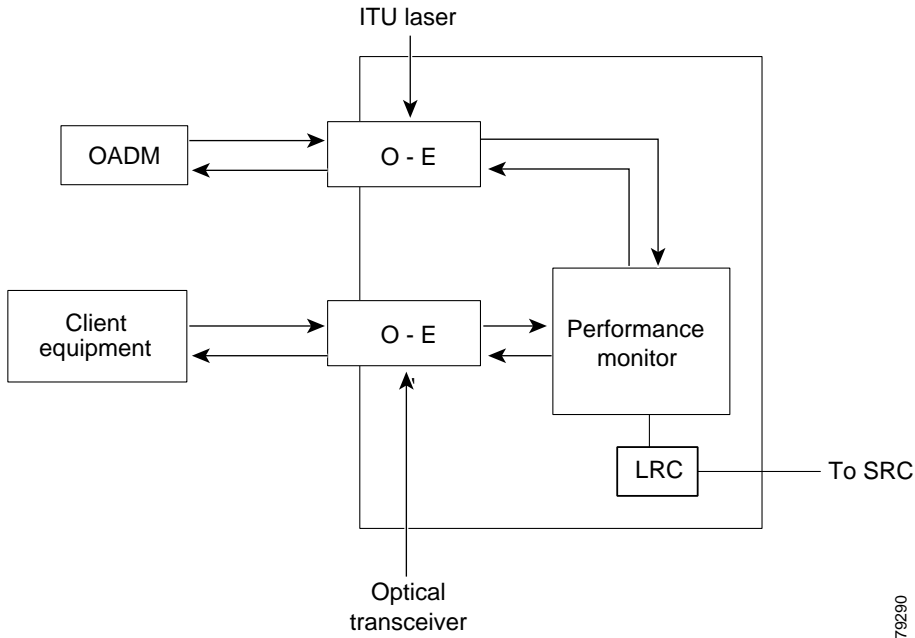 ITU laser
OADM
O - E
Client
equipment
O - E
Performance
monitor
LRC
To SRC
Optical
transceiver
79290